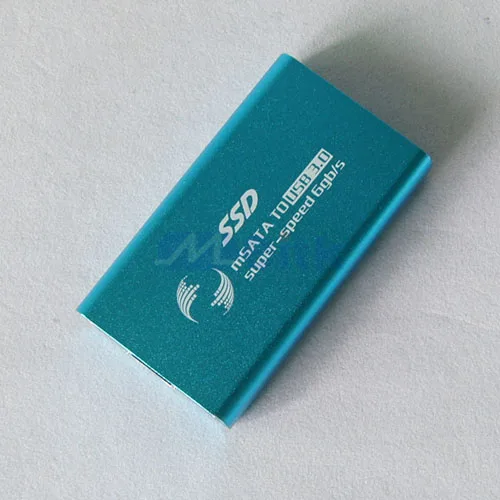 SSD
mSATA TO USB 3.0
super-speed 6gb/s